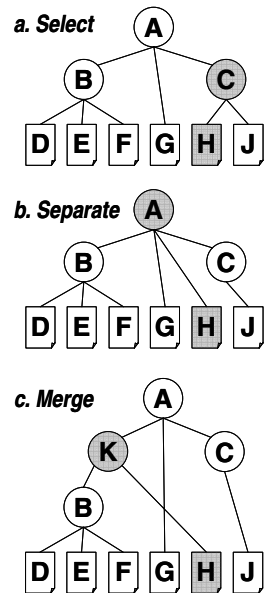 a. Select
A
B C
D E F G H J
b. Separate
A
B C
D E F G H J
c. Merge
A
K C
B
D E F G H J